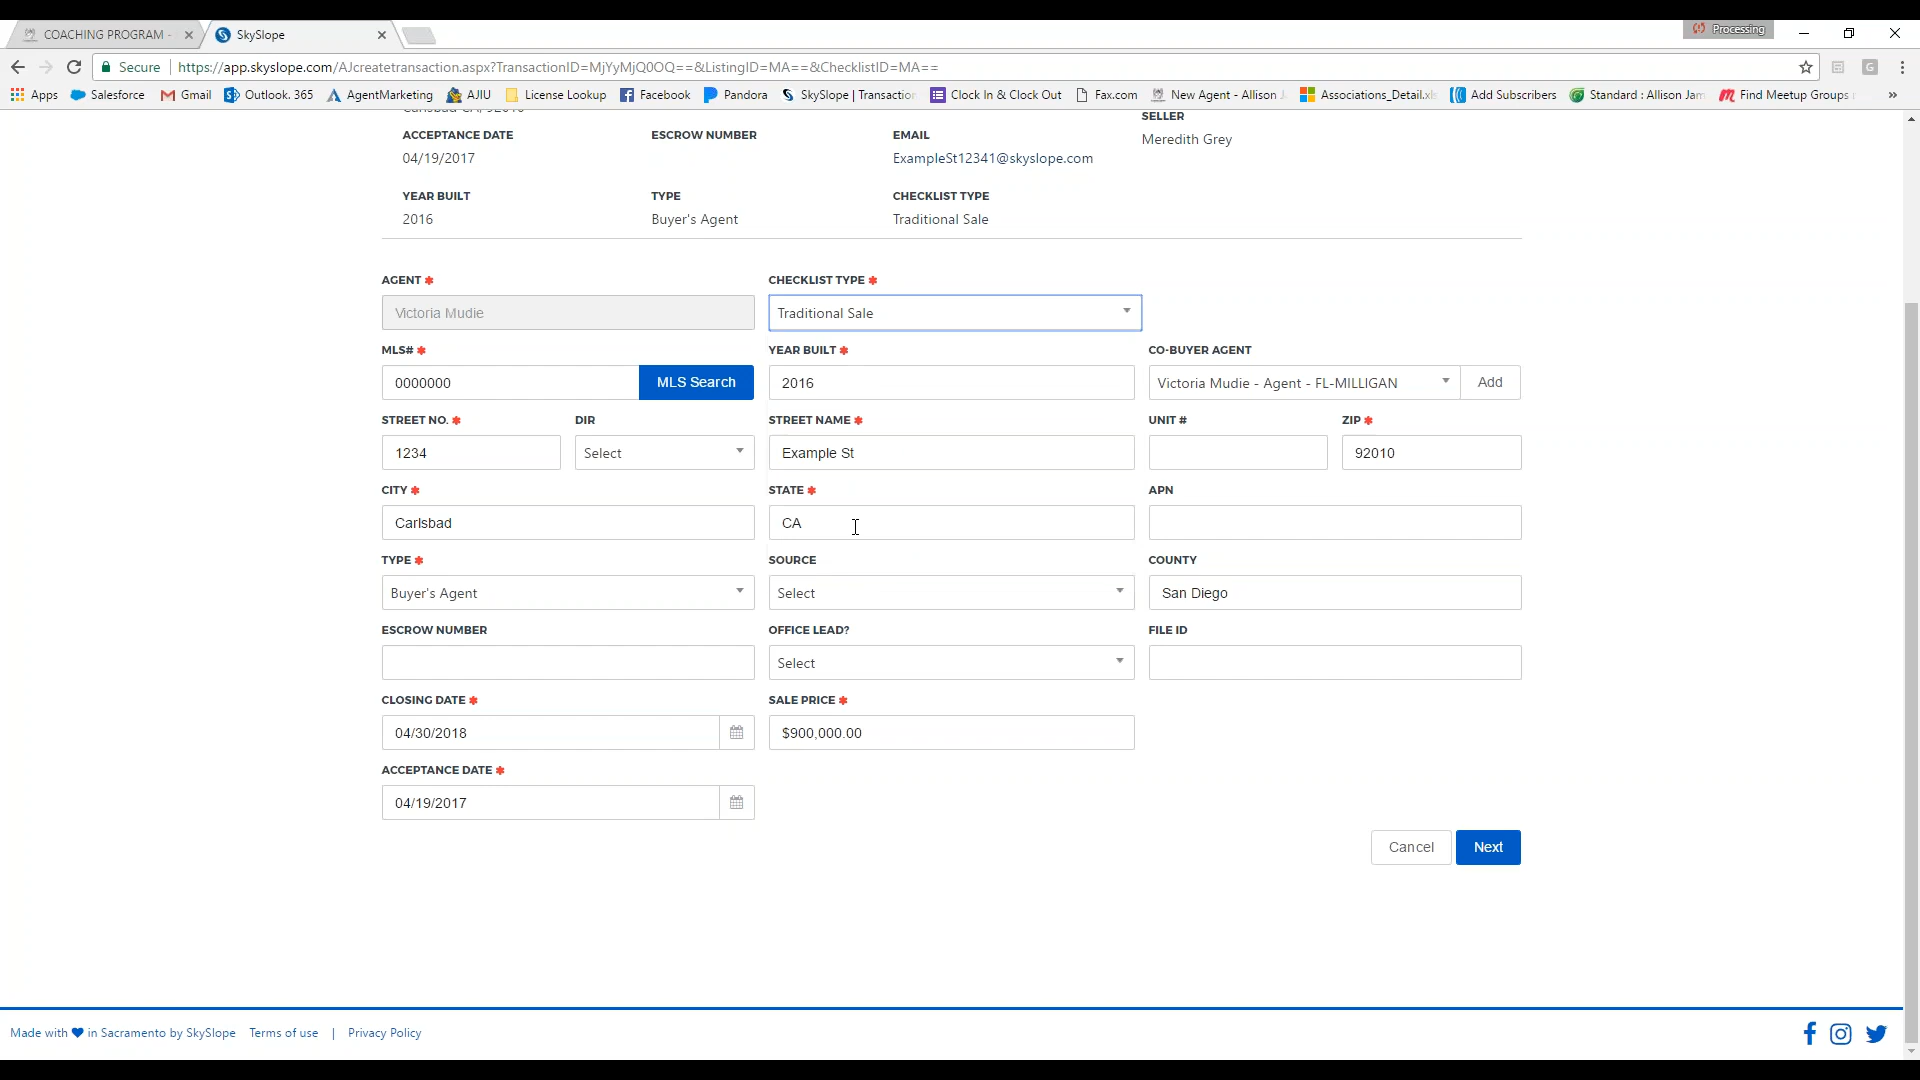 COACHING PROGRAM -
SkySlope
Processing
Secure
https://app.skyslope.com/AJcreatetransaction.aspx?TransactionID=MjYyMjQ0OQ==&ListingID=MA==&ChecklistID=MA==
Apps Salesforce Gmail Outlook. 365 AgentMarketing AJIU License Lookup Facebook Pandora SkySlope | Transaction Clock In & Clock Out Fax.com New Agent - Allison J Associations_Detail.xls Add Subscribers Standard : Allison Jam Find Meetup Groups »
Carlsbad CA, 92010
SELLER
Meredith Grey
ACCEPTANCE DATE ESCROW NUMBER EMAIL
04/19/2017 ExampleSt12341@skyslope.com
YEAR BUILT TYPE CHECKLIST TYPE
2016 Buyer's Agent Traditional Sale
AGENT * CHECKLIST TYPE *
Victoria Mudie Traditional Sale
MLS# * YEAR BUILT * CO-BUYER AGENT
0000000 MLS Search 2016 Victoria Mudie - Agent - FL-MILLIGAN Add
STREET NO. * DIR STREET NAME * UNIT # ZIP *
1234 Select Example St 92010
CITY * STATE * APN
Carlsbad CA
TYPE * SOURCE COUNTY
Buyer's Agent Select San Diego
ESCROW NUMBER OFFICE LEAD? FILE ID
Select
CLOSING DATE * SALE PRICE *
04/30/2018 $900,000.00
ACCEPTANCE DATE *
04/19/2017
Cancel Next
Made with ♥ in Sacramento by SkySlope Terms of use | Privacy Policy